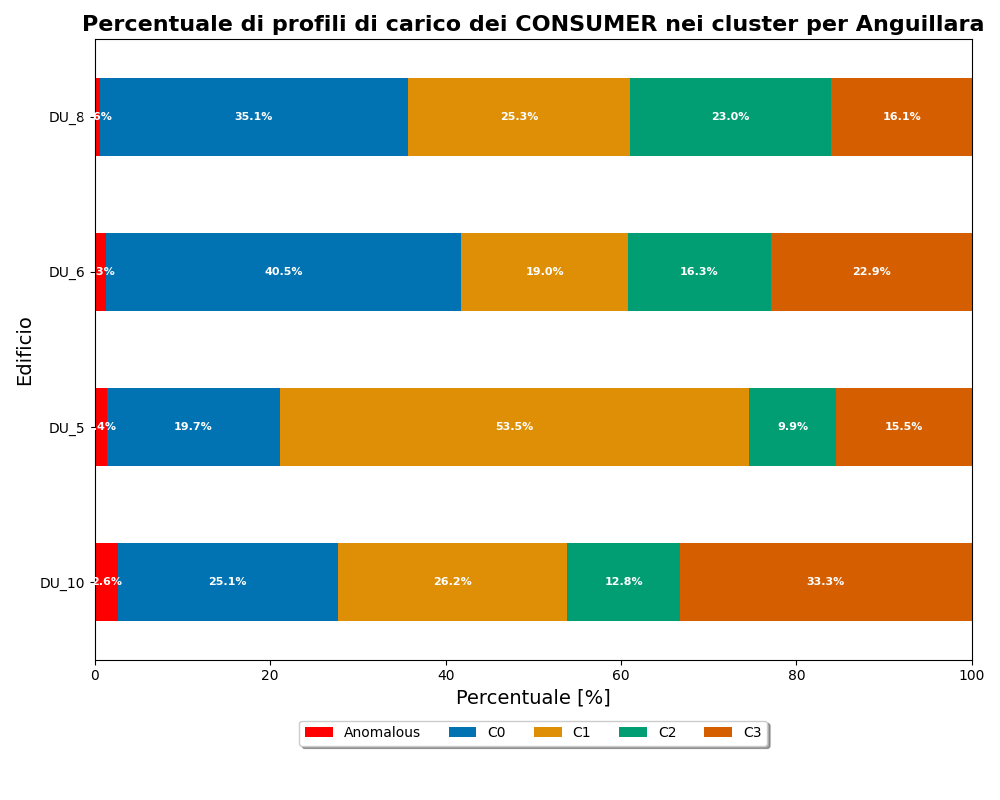 Percentuale di profili di carico dei CONSUMER nei cluster per Anguillara
DU_8 35.1% 25.3% 23.0% 16.1%
DU_6 40.5% 19.0% 16.3% 22.9%
DU_5 19.7% 53.5% 9.9% 15.5%
DU_10 2.6% 25.1% 26.2% 12.8% 33.3%
Edificio
0 20 40 60 80 100
Percentuale [%]
Anomalous C0 C1 C2 C3